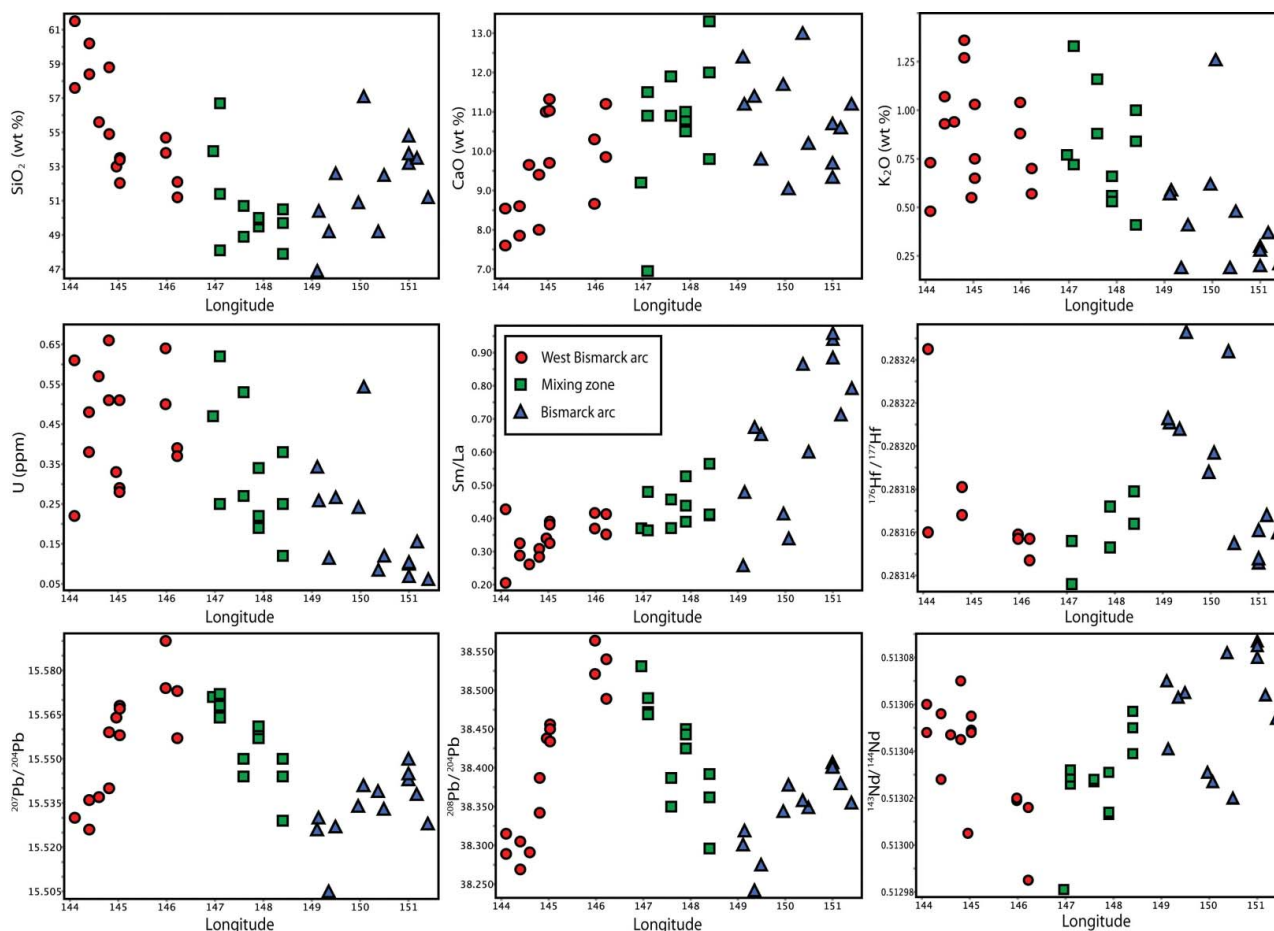 SiO2 (wt %)
61
59
57
55
53
51
49
47
144 145 146 147 148 149 150 151
Longitude
CaO (wt %)
13.0
12.0
11.0
10.0
9.0
8.0
7.0
144 145 146 147 148 149 150 151
Longitude
K2O (wt %)
1.25
1.00
0.75
0.50
0.25
144 145 146 147 148 149 150 151
Longitude
U (ppm)
0.65
0.55
0.45
0.35
0.25
0.15
0.05
144 145 146 147 148 149 150 151
Longitude
Sm/La
0.90
0.80
0.70
0.60
0.50
0.40
0.30
0.20
West Bismarck arc
Mixing zone
Bismarck arc
144 145 146 147 148 149 150 151
Longitude
176Hf / 177Hf
0.28324
0.28322
0.28320
0.28318
0.28316
0.28314
144 145 146 147 148 149 150 151
Longitude
207Pb/ 204Pb
15.580
15.565
15.550
15.535
15.520
15.505
144 145 146 147 148 149 150 151
Longitude
208Pb/ 204Pb
38.550
38.500
38.450
38.400
38.350
38.300
38.250
144 145 146 147 148 149 150 151
Longitude
143Nd/ 144Nd
0.51308
0.51306
0.51304
0.51302
0.51300
0.51298
144 145 146 147 148 149 150 151
Longitude